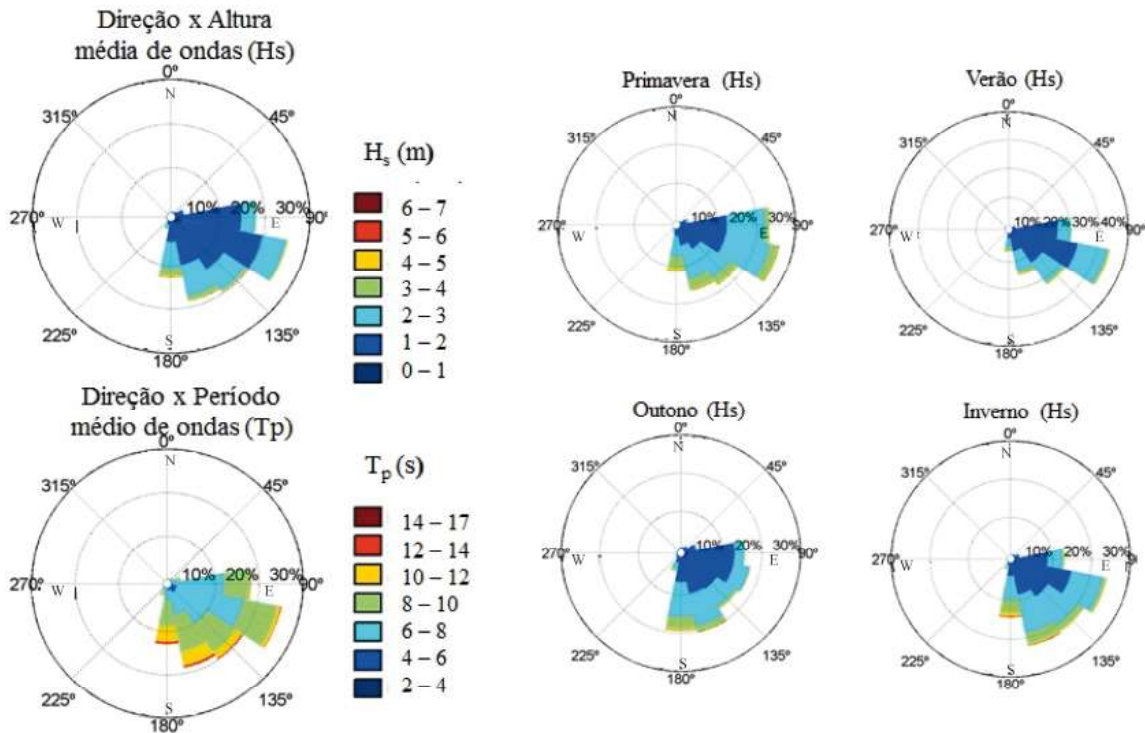 Direção x Altura
média de ondas (Hs)
0º
N
315º
45º
10% 20% 30%
270º
W
E
90º
225º
135º
S
180º
H_s (m)
6 – 7
5 – 6
4 – 5
3 – 4
2 – 3
1 – 2
0 – 1
Primavera (Hs)
0º
N
315º
45º
10% 20% 30%
270º
W
E
90º
225º
135º
S
180º
Verão (Hs)
0º
N
315º
45º
10% 20% 30% 40%
270º
W
E
90º
225º
135º
S
180º
Direção x Período
médio de ondas (Tp)
0º
N
315º
45º
10% 20% 30%
270º
W
E
90º
225º
135º
S
180º
T_p (s)
14 – 17
12 – 14
10 – 12
8 – 10
6 – 8
4 – 6
2 – 4
Outono (Hs)
0º
N
315º
45º
10% 20% 30%
270º
W
E
90º
225º
135º
S
180º
Inverno (Hs)
0º
N
315º
45º
10% 20% 30%
270º
W
90º
225º
135º
S
180º